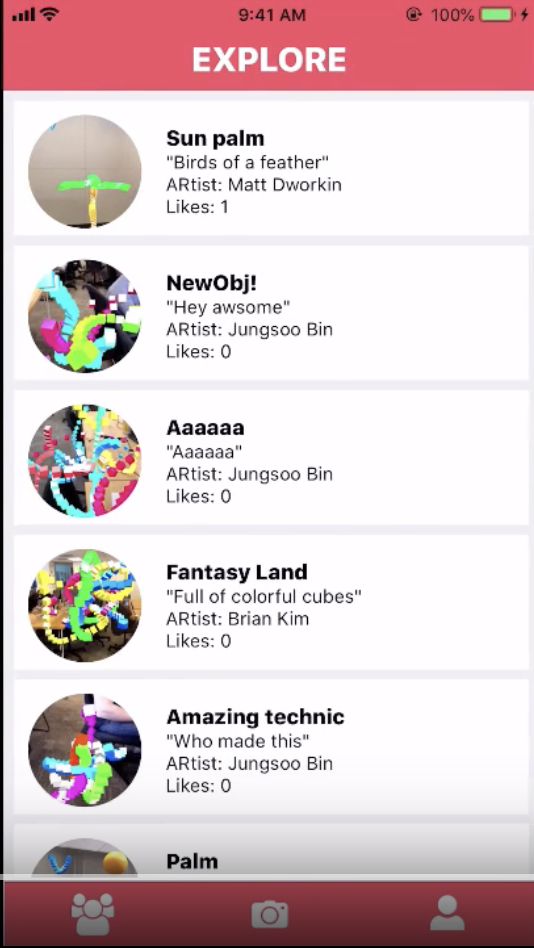 9:41 AM
100%
EXPLORE
Sun palm
"Birds of a feather"
ARtist: Matt Dworkin
Likes: 1
NewObj!
"Hey awsome"
ARtist: Jungsoo Bin
Likes: 0
Aaaaaa
"Aaaaaa"
ARtist: Jungsoo Bin
Likes: 0
Fantasy Land
"Full of colorful cubes"
ARtist: Brian Kim
Likes: 0
Amazing technic
"Who made this"
ARtist: Jungsoo Bin
Likes: 0
Palm